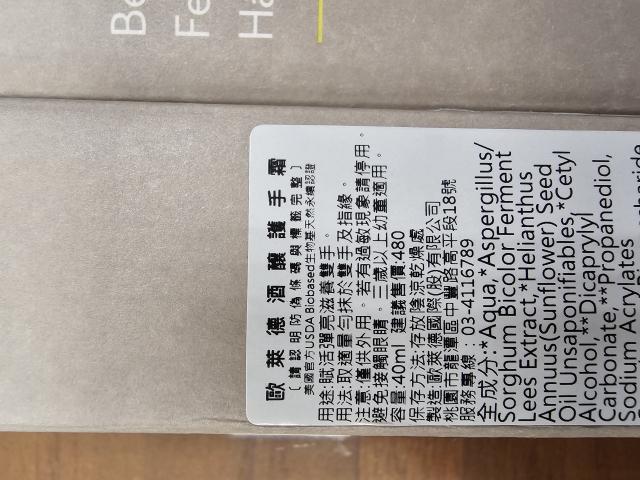 Be
Fe
Ha
歐萊德酒釀護手霜
〔請認明防偽條碼與標籤完整〕
美國官方USDA Biobased生物基天然永續認證
用途:賦活彈亮滋養雙手。
用法:取適量勻抹於雙手及指緣。
注意:僅供外用。若有過敏現象請停用。
避免接觸眼睛。三歲以上幼童適用。
容量:40ml 建議售價:480
保存方法:存放陰涼乾燥處
製造:歐萊德國際(股)有限公司
桃園市龍潭區中豐路高平段18號
服務專線：03-4116789
全成分:*Aqua,*Aspergillus/
Sorghum Bicolor Ferment
Lees Extract,*Helianthus
Annuus(Sunflower) Seed
Oil Unsaponifiables,*Cetyl
Alcohol,**Dicaprylyl
Carbonate,**Propanediol,
Sodium Acrylates